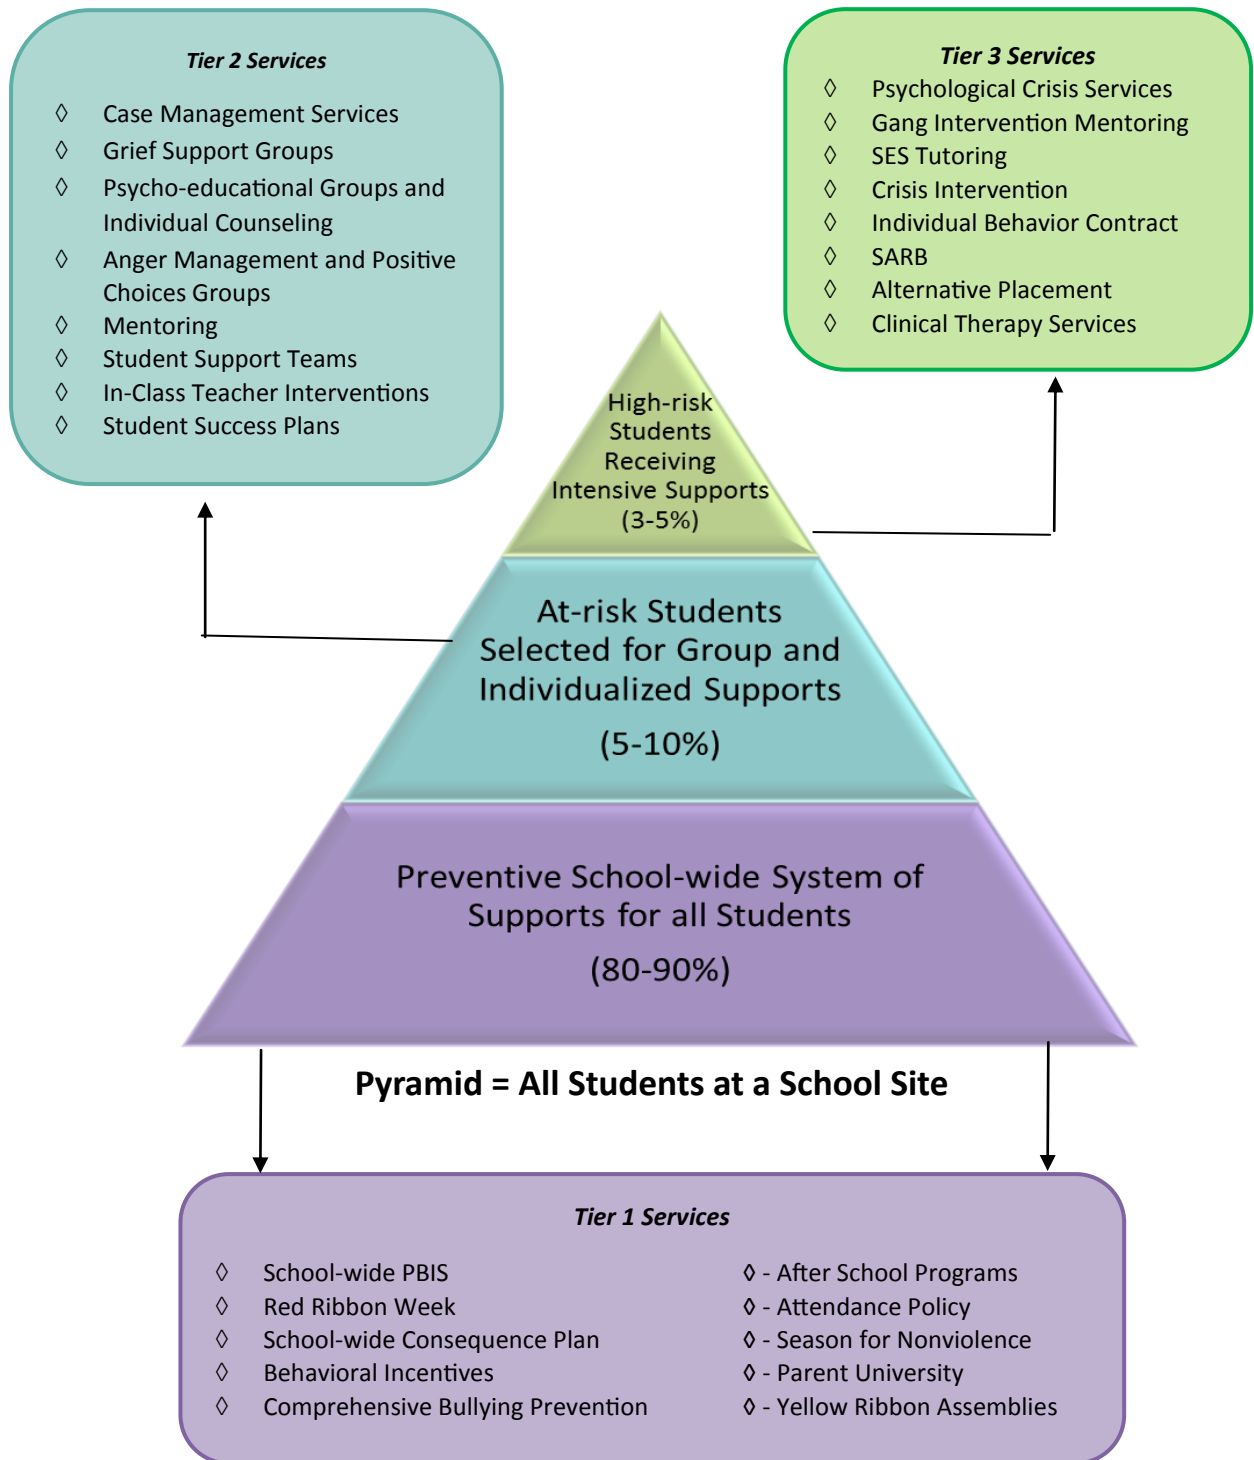 Tier 2 Services
◊ Case Management Services
◊ Grief Support Groups
◊ Psycho-educational Groups and
Individual Counseling
◊ Anger Management and Positive
Choices Groups
◊ Mentoring
◊ Student Support Teams
◊ In-Class Teacher Interventions
◊ Student Success Plans
Tier 3 Services
◊ Psychological Crisis Services
◊ Gang Intervention Mentoring
◊ SES Tutoring
◊ Crisis Intervention
◊ Individual Behavior Contract
◊ SARB
◊ Alternative Placement
◊ Clinical Therapy Services
High-risk
Students
Receiving
Intensive Supports
(3-5%)
At-risk Students
Selected for Group and
Individualized Supports
(5-10%)
Preventive School-wide System of
Supports for all Students
(80-90%)
Pyramid = All Students at a School Site
Tier 1 Services
◊ School-wide PBIS
◊ Red Ribbon Week
◊ School-wide Consequence Plan
◊ Behavioral Incentives
◊ Comprehensive Bullying Prevention
◊ - After School Programs
◊ - Attendance Policy
◊ - Season for Nonviolence
◊ - Parent University
◊ - Yellow Ribbon Assemblies